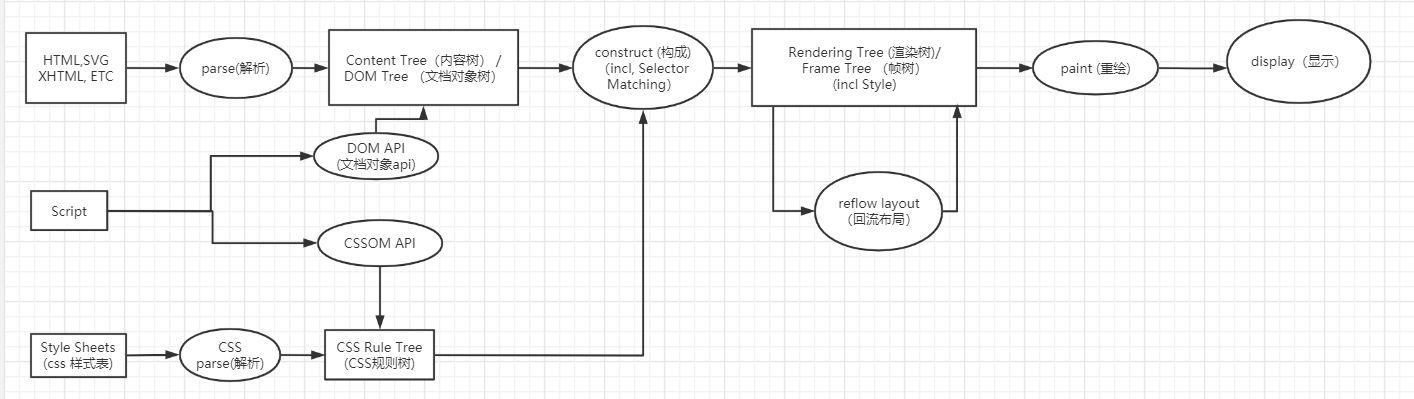 HTML,SVG
XHTML, ETC
parse(解析)
Content Tree（内容树） /
DOM Tree （文档对象树）
construct (构成)
（incl, Selector
Matching）
Rendering Tree (渲染树)/
Frame Tree （帧树）
(incl Style)
paint (重绘)
display（显示）
DOM API
(文档对象api)
Script
reflow layout
（回流布局）
CSSOM API
Style Sheets
(css 样式表)
CSS
parse(解析)
CSS Rule Tree
(CSS规则树)